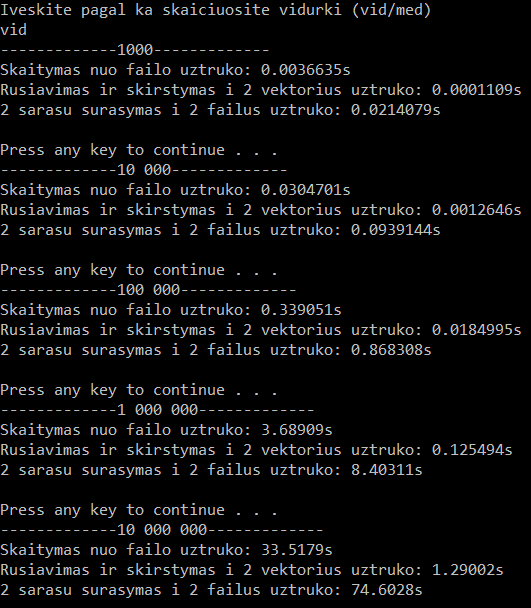 Iveskite pagal ka skaiciuosite vidurki (vid/med)
vid
-------------1000-------------
Skaitymas nuo failo uztruko: 0.0036635s
Rusiavimas ir skirstymas i 2 vektorius uztruko: 0.0001109s
2 sarasu surasymas i 2 failus uztruko: 0.0214079s

Press any key to continue . . .
-------------10 000-------------
Skaitymas nuo failo uztruko: 0.0304701s
Rusiavimas ir skirstymas i 2 vektorius uztruko: 0.0012646s
2 sarasu surasymas i 2 failus uztruko: 0.0939144s

Press any key to continue . . .
-------------100 000-------------
Skaitymas nuo failo uztruko: 0.339051s
Rusiavimas ir skirstymas i 2 vektorius uztruko: 0.0184995s
2 sarasu surasymas i 2 failus uztruko: 0.868308s

Press any key to continue . . .
-------------1 000 000-------------
Skaitymas nuo failo uztruko: 3.68909s
Rusiavimas ir skirstymas i 2 vektorius uztruko: 0.125494s
2 sarasu surasymas i 2 failus uztruko: 8.40311s

Press any key to continue . . .
-------------10 000 000-------------
Skaitymas nuo failo uztruko: 33.5179s
Rusiavimas ir skirstymas i 2 vektorius uztruko: 1.29002s
2 sarasu surasymas i 2 failus uztruko: 74.6028s